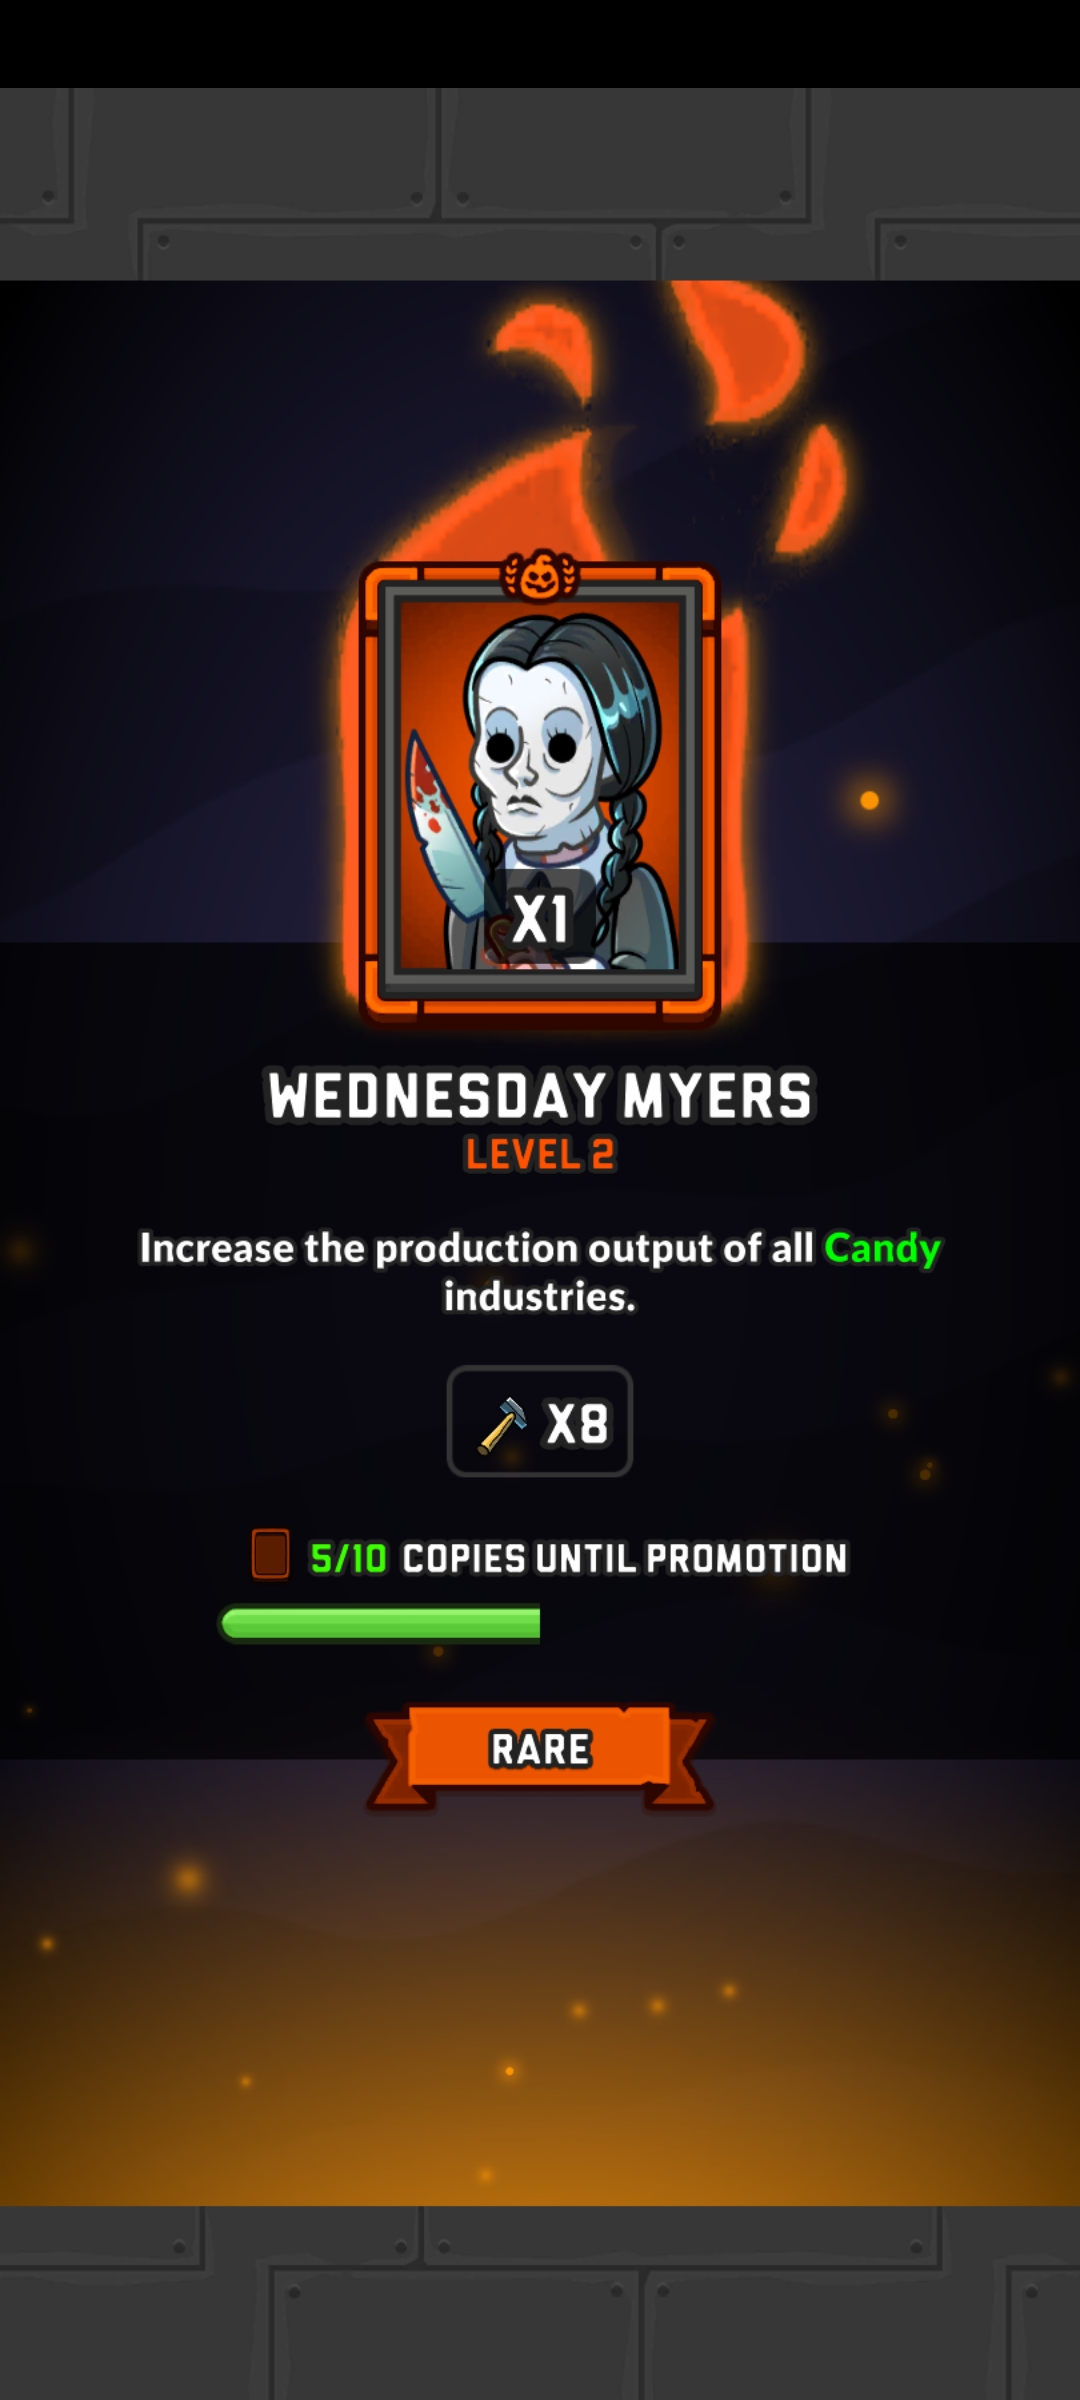 X1
WEDNESDAY MYERS
LEVEL 2
Increase the production output of all Candy
industries.
X8
5/10 COPIES UNTIL PROMOTION
RARE